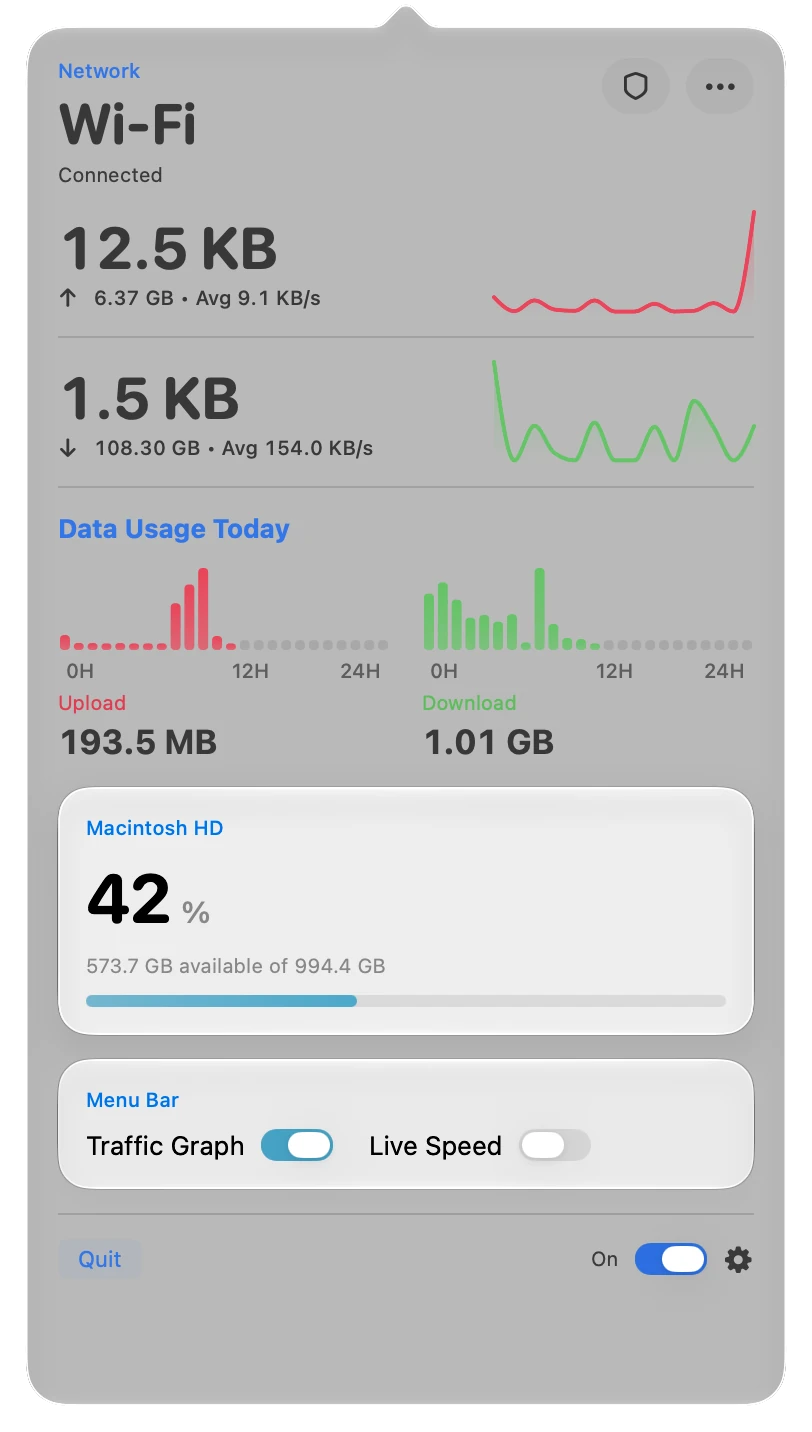 Network
Wi-Fi
Connected
12.5 KB
↑ 6.37 GB • Avg 9.1 KB/s
1.5 KB
↓ 108.30 GB • Avg 154.0 KB/s
Data Usage Today
0H 12H 24H 0H 12H 24H
Upload Download
193.5 MB 1.01 GB
Macintosh HD
42 %
573.7 GB available of 994.4 GB
Menu Bar
Traffic Graph Live Speed
Quit On